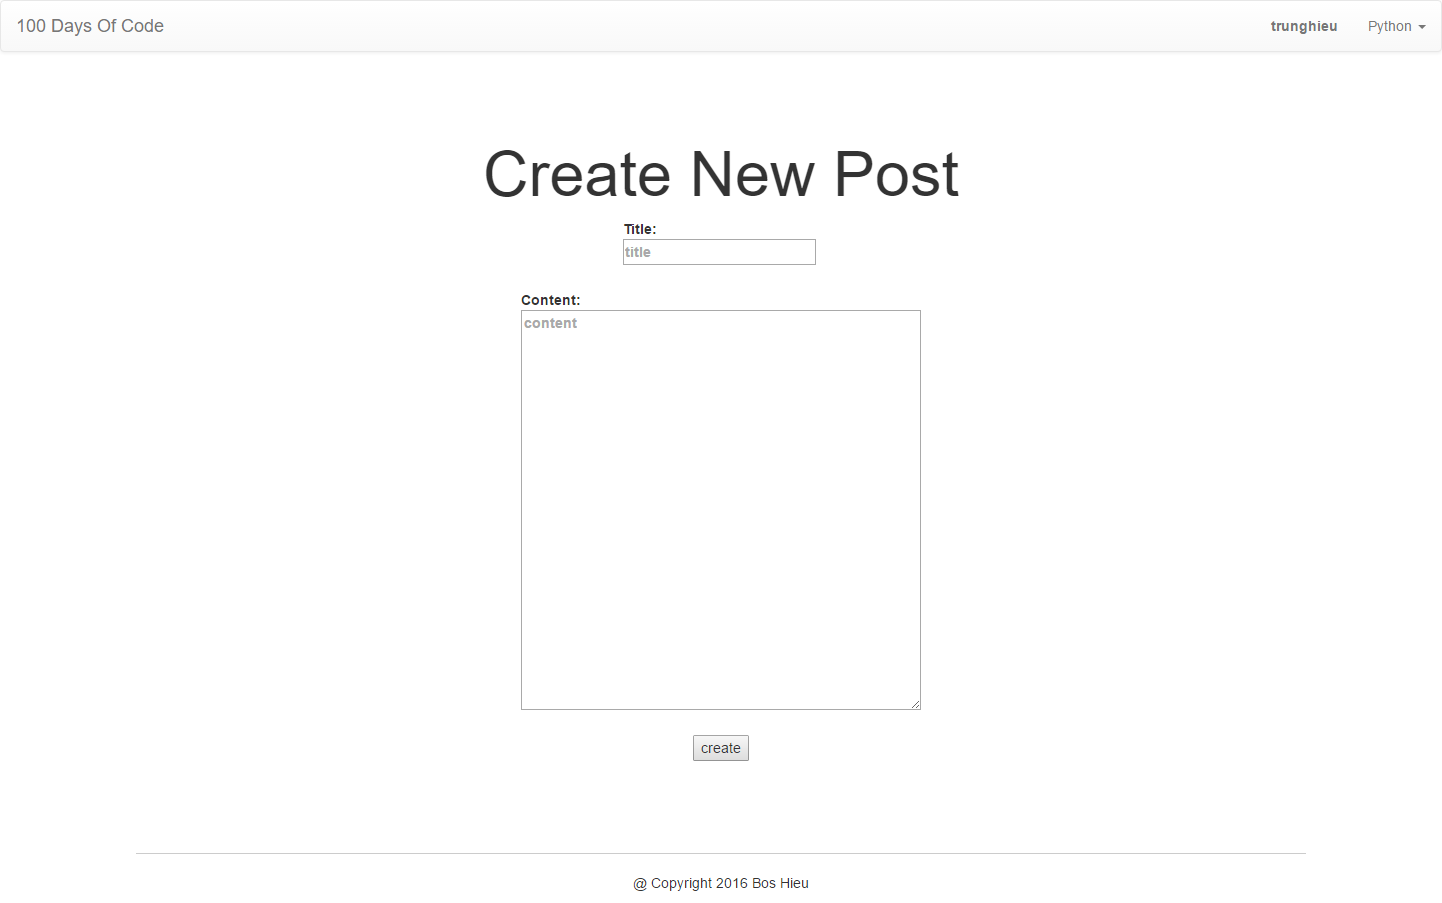 100 Days Of Code
trunghieu
Python
Create New Post
Title:
title
Content:
content
create
@ Copyright 2016 Bos Hieu